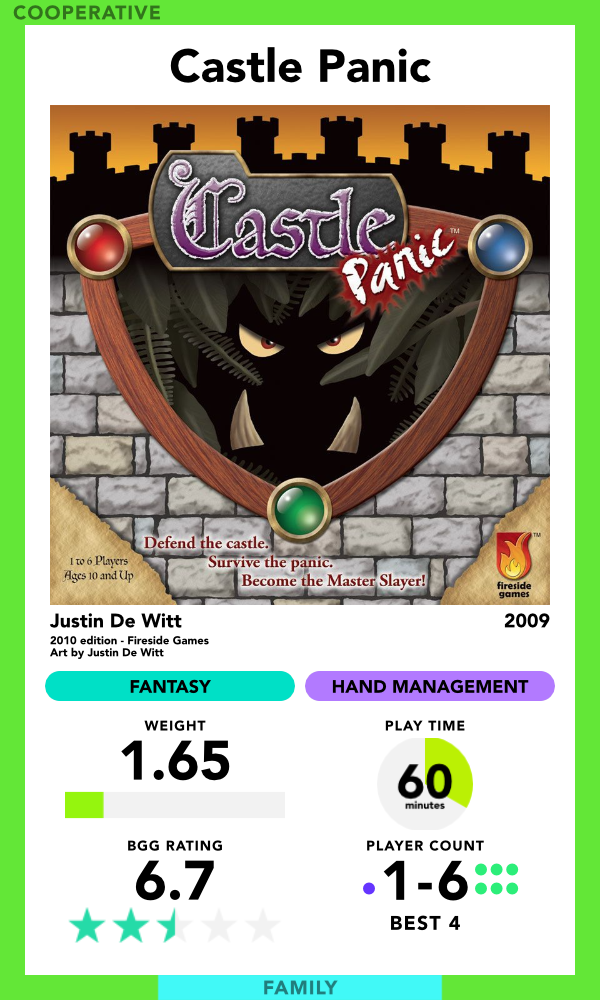 COOPERATIVE
Castle Panic
Castle
Panic™
Defend the castle.
Survive the panic.
Become the Master Slayer!
1 to 6 Players
Ages 10 and Up
™
fireside
games
Justin De Witt
2009
2010 edition - Fireside Games
Art by Justin De Witt
FANTASY
HAND MANAGEMENT
WEIGHT
1.65
PLAY TIME
60
minutes
BGG RATING
6.7
PLAYER COUNT
1-6
BEST 4
FAMILY